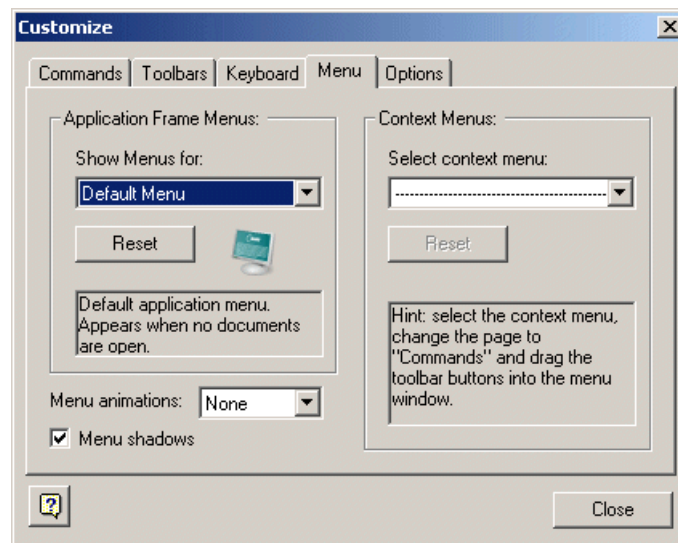 Customize
Commands
Toolbars
Keyboard
Menu
Options
Application Frame Menus:
Show Menus for:
Default Menu
Reset
Default application menu.
Appears when no documents
are open.
Menu animations:
None
Menu shadows
Context Menus:
Select context menu:
Reset
Hint: select the context menu,
change the page to
"Commands" and drag the
toolbar buttons into the menu
window.
Close